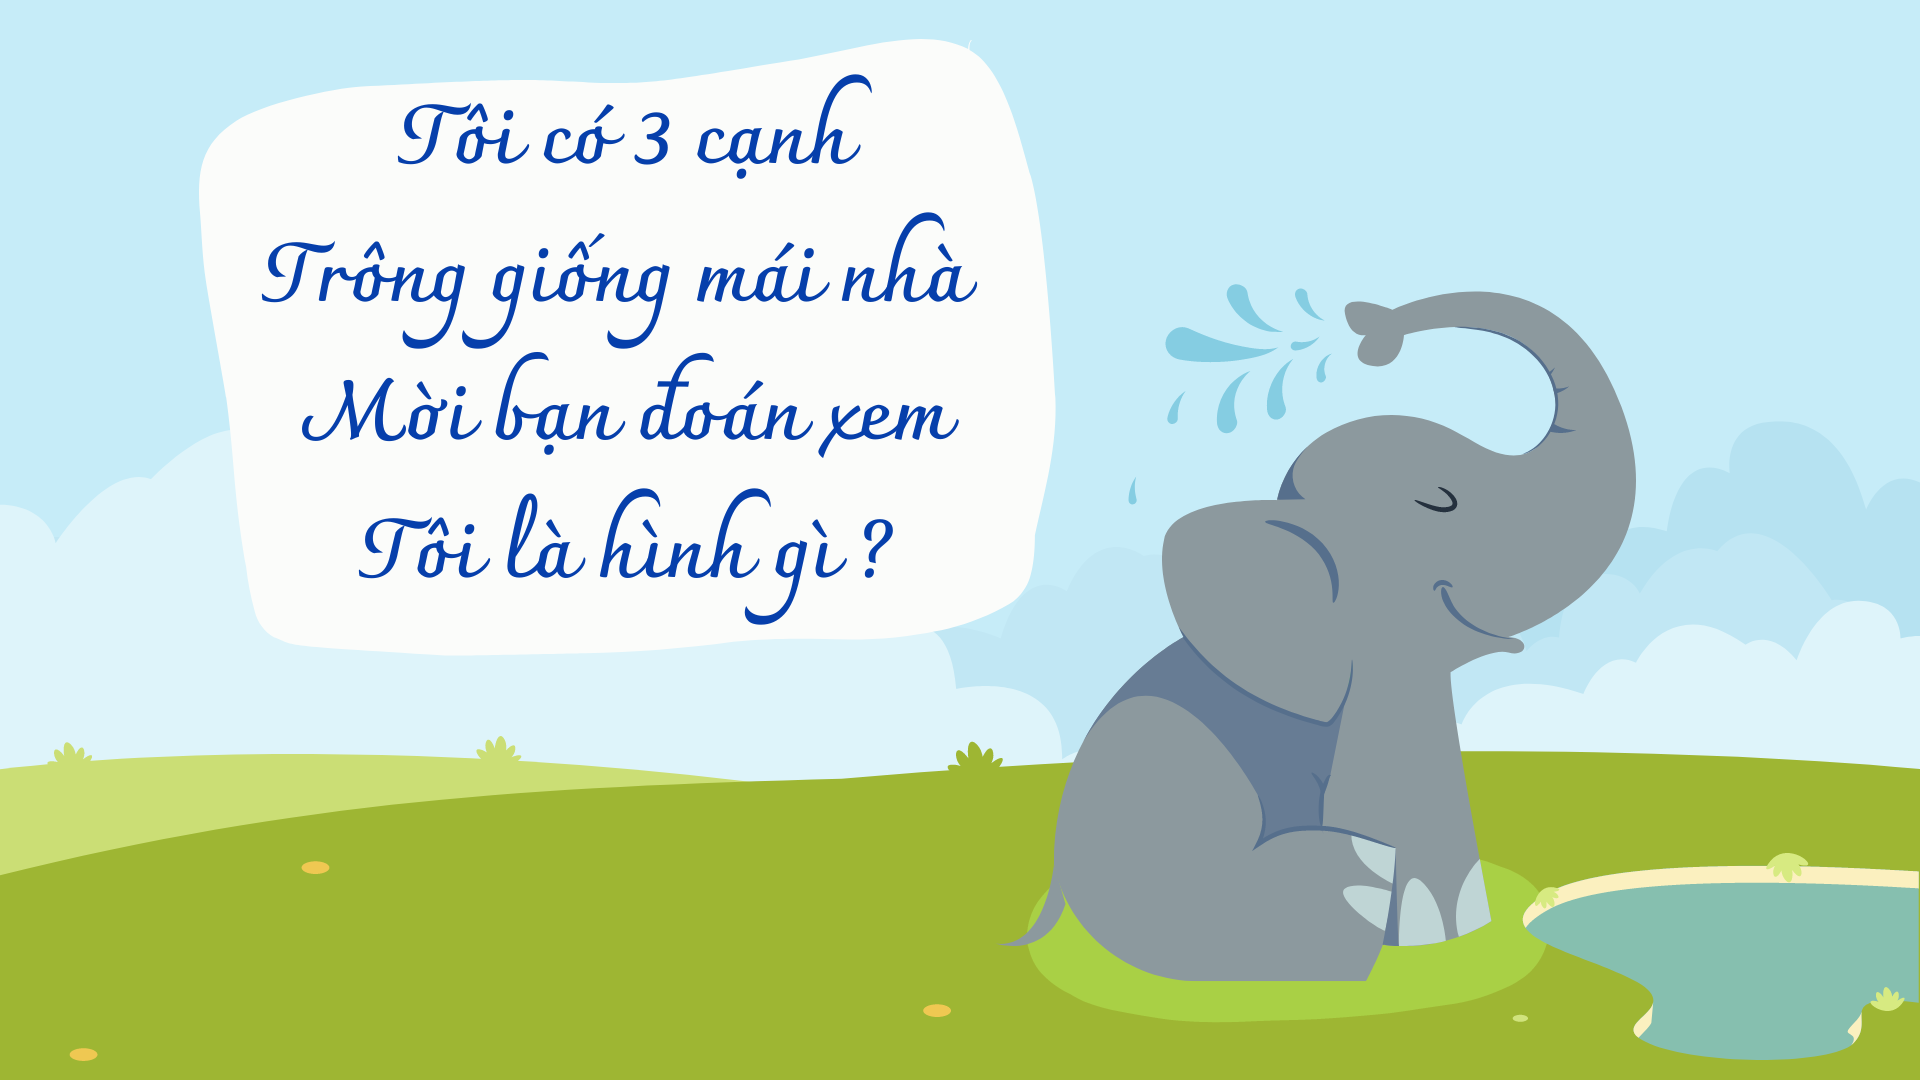 Tôi có 3 cạnh
Trông giống mái nhà
Mời bạn đoán xem
Tôi là hình gì ?